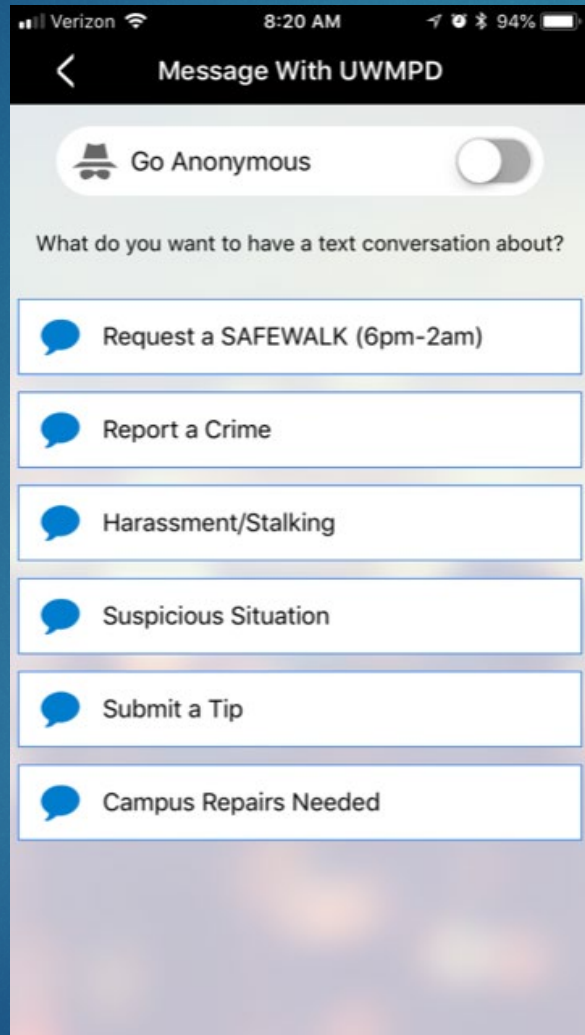 Verizon
8:20 AM
94%
Message With UWMPD
Go Anonymous
What do you want to have a text conversation about?
Request a SAFEWALK (6pm-2am)
Report a Crime
Harassment/Stalking
Suspicious Situation
Submit a Tip
Campus Repairs Needed